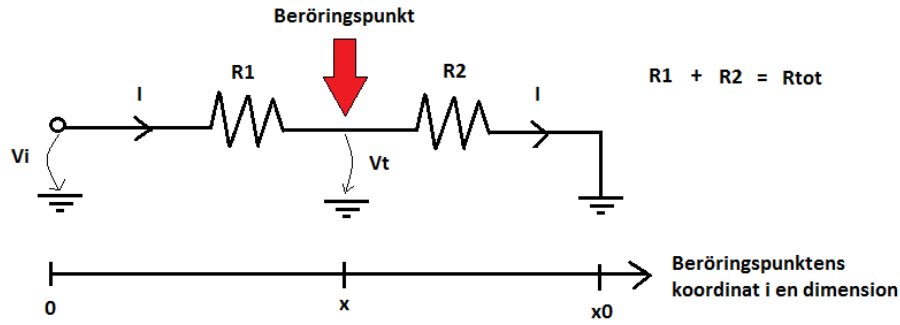 Beröringspunkt
I
R1
R2
I
R1 + R2 = Rtot
Vi
Vt
0
x
x0
Beröringspunktens
koordinat i en dimension